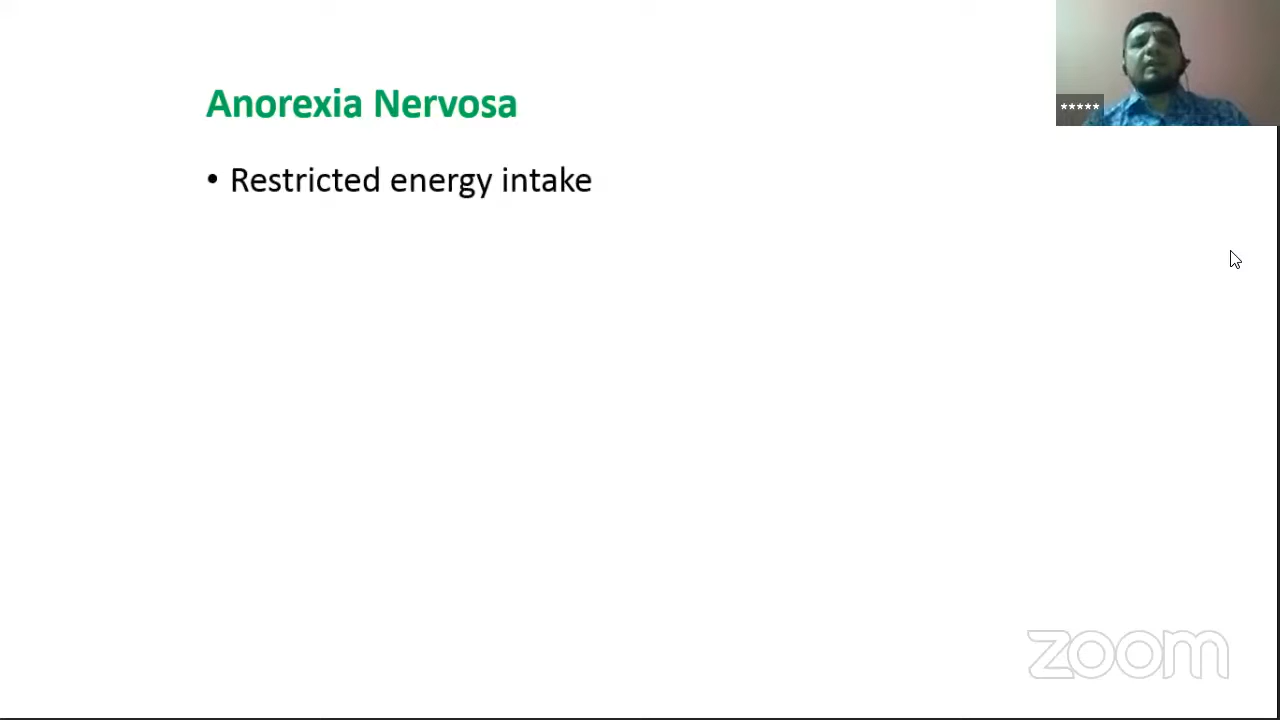 Anorexia Nervosa
• Restricted energy intake
*****
zoom